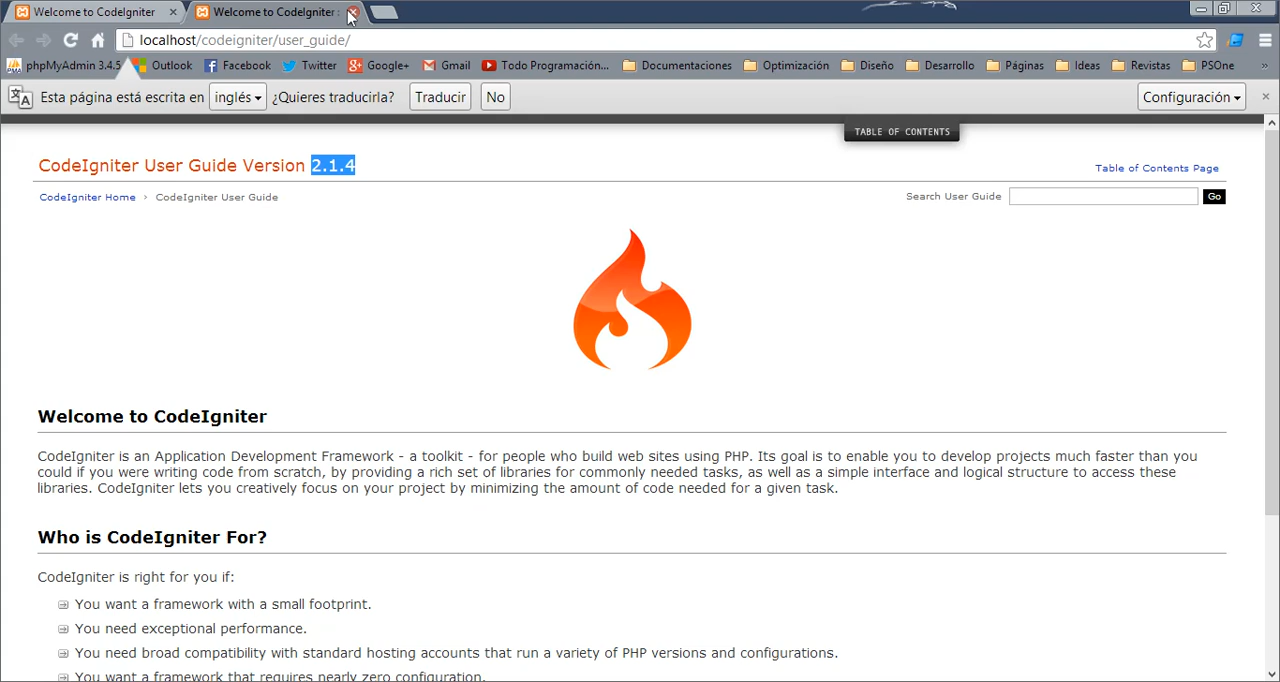 Welcome to CodeIgniter
Welcome to CodeIgniter :
localhost/codeigniter/user_guide/
phpMyAdmin 3.4.5 Outlook Facebook Twitter Google+ Gmail Todo Programación... Documentaciones Optimización Diseño Desarrollo Páginas Ideas Revistas PSOne »
Esta página está escrita en inglés ¿Quieres traducirla? Traducir No Configuración
TABLE OF CONTENTS
CodeIgniter User Guide Version 2.1.4
Table of Contents Page
CodeIgniter Home › CodeIgniter User Guide
Search User Guide Go
Welcome to CodeIgniter
CodeIgniter is an Application Development Framework - a toolkit - for people who build web sites using PHP. Its goal is to enable you to develop projects much faster than you
could if you were writing code from scratch, by providing a rich set of libraries for commonly needed tasks, as well as a simple interface and logical structure to access these
libraries. CodeIgniter lets you creatively focus on your project by minimizing the amount of code needed for a given task.
Who is CodeIgniter For?
CodeIgniter is right for you if:
You want a framework with a small footprint.
You need exceptional performance.
You need broad compatibility with standard hosting accounts that run a variety of PHP versions and configurations.
You want a framework that requires nearly zero configuration.